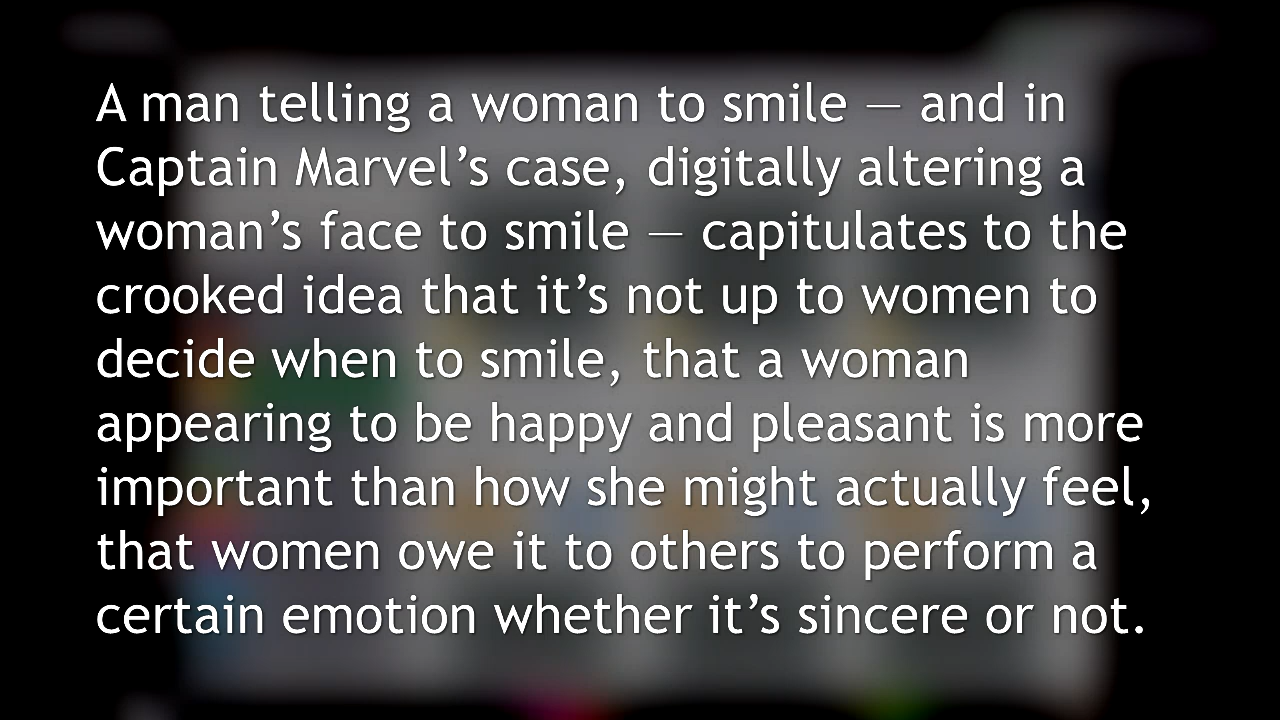 A man telling a woman to smile — and in
Captain Marvel’s case, digitally altering a
woman’s face to smile — capitulates to the
crooked idea that it’s not up to women to
decide when to smile, that a woman
appearing to be happy and pleasant is more
important than how she might actually feel,
that women owe it to others to perform a
certain emotion whether it’s sincere or not.